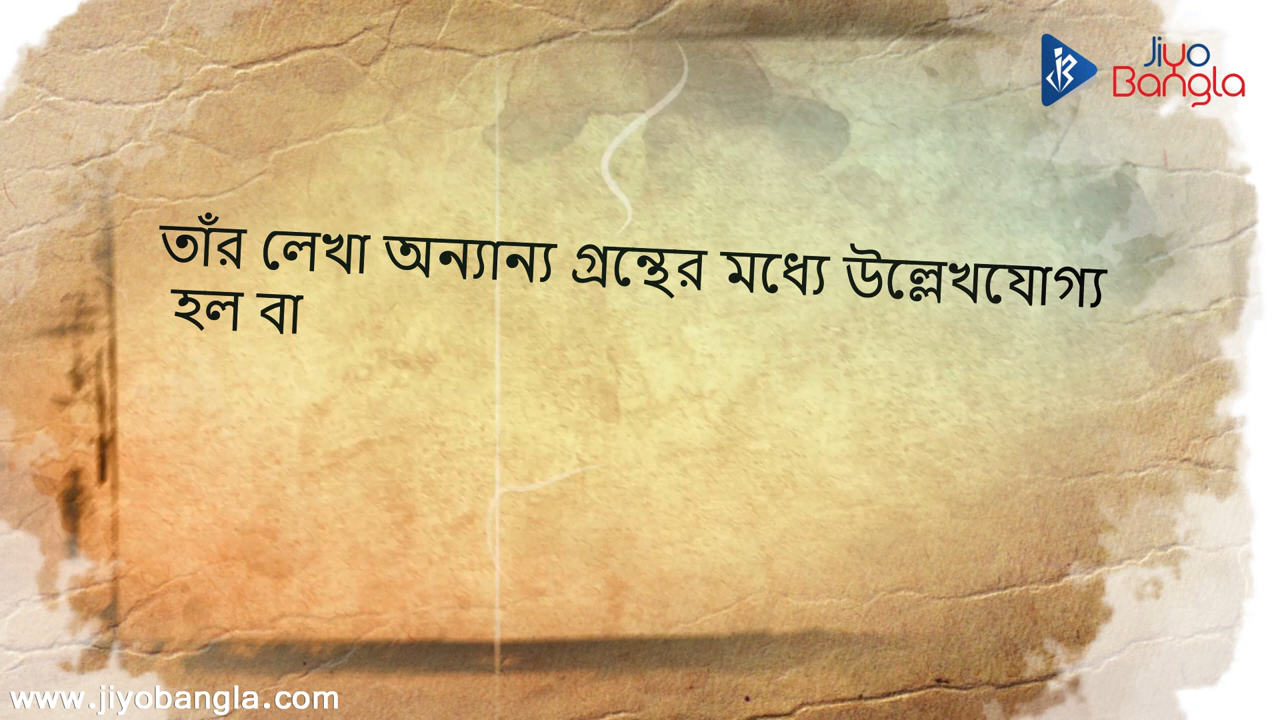 Jiyo
Bangla
তাঁর লেখা অন্যান্য গ্রন্থের মধ্যে উল্লেখযোগ্য
হল বা
www.jiyobangla.com